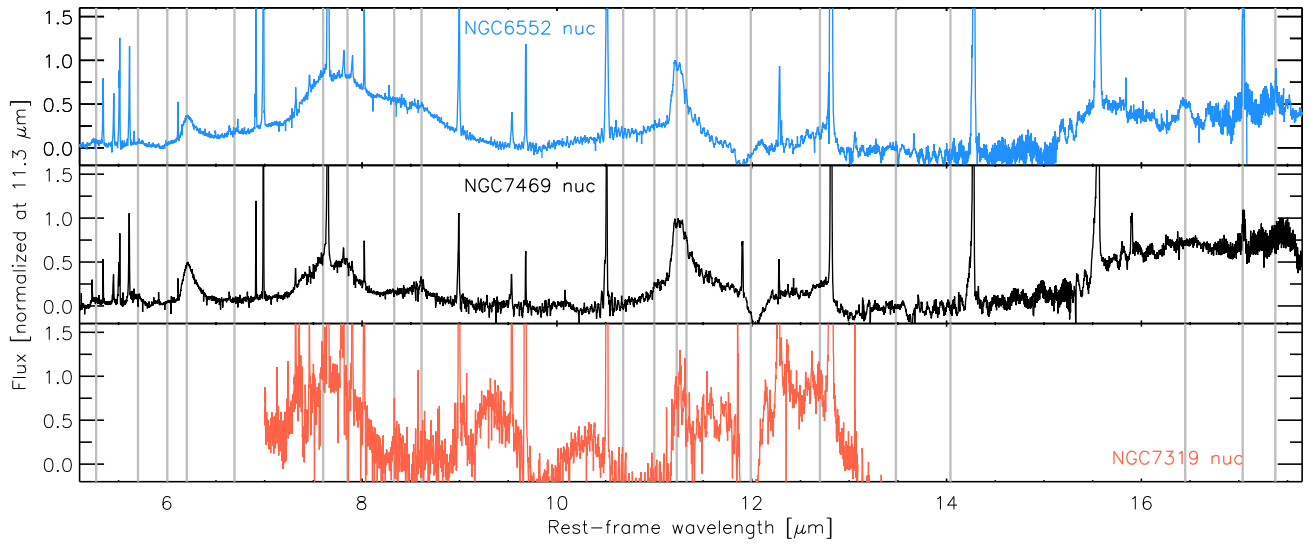 NGC6552 nuc
1.5
1.0
0.5
0.0
NGC7469 nuc
1.5
1.0
0.5
0.0
Flux [normalized at 11.3 μm]
1.5
1.0
0.5
0.0
NGC7319 nuc
6 8 10 12 14 16
Rest-frame wavelength [μm]